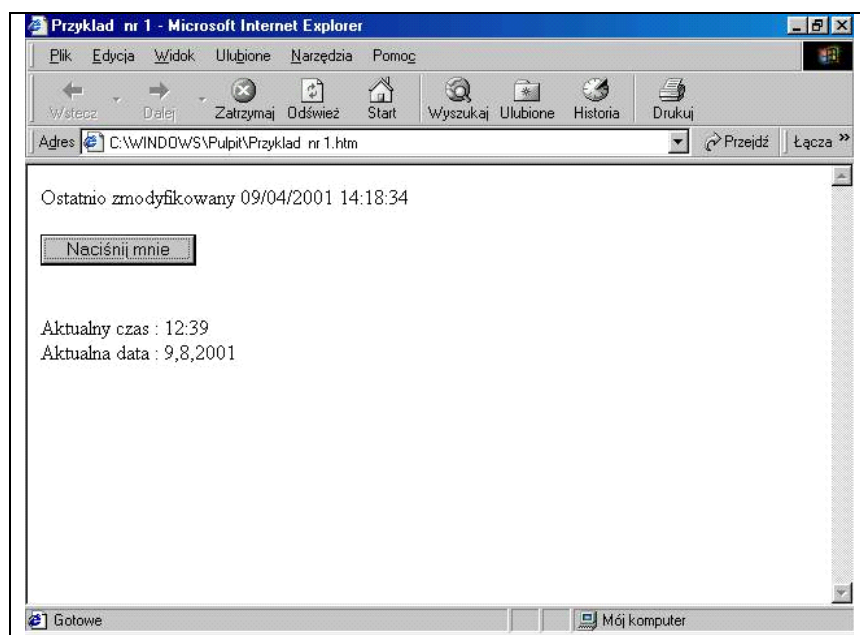 Przyklad nr 1 - Microsoft Internet Explorer
Plik Edycja Widok Ulubione Narzędzia Pomoc
Wstecz Dalej Zatrzymaj Odśwież Start Wyszukaj Ulubione Historia Drukuj
Adres C:\WINDOWS\Pulpit\Przyklad nr 1.htm Przejdź Łącza »
Ostatnio zmodyfikowany 09/04/2001 14:18:34
Naciśnij mnie
Aktualny czas : 12:39
Aktualna data : 9,8,2001
Gotowe Mój komputer